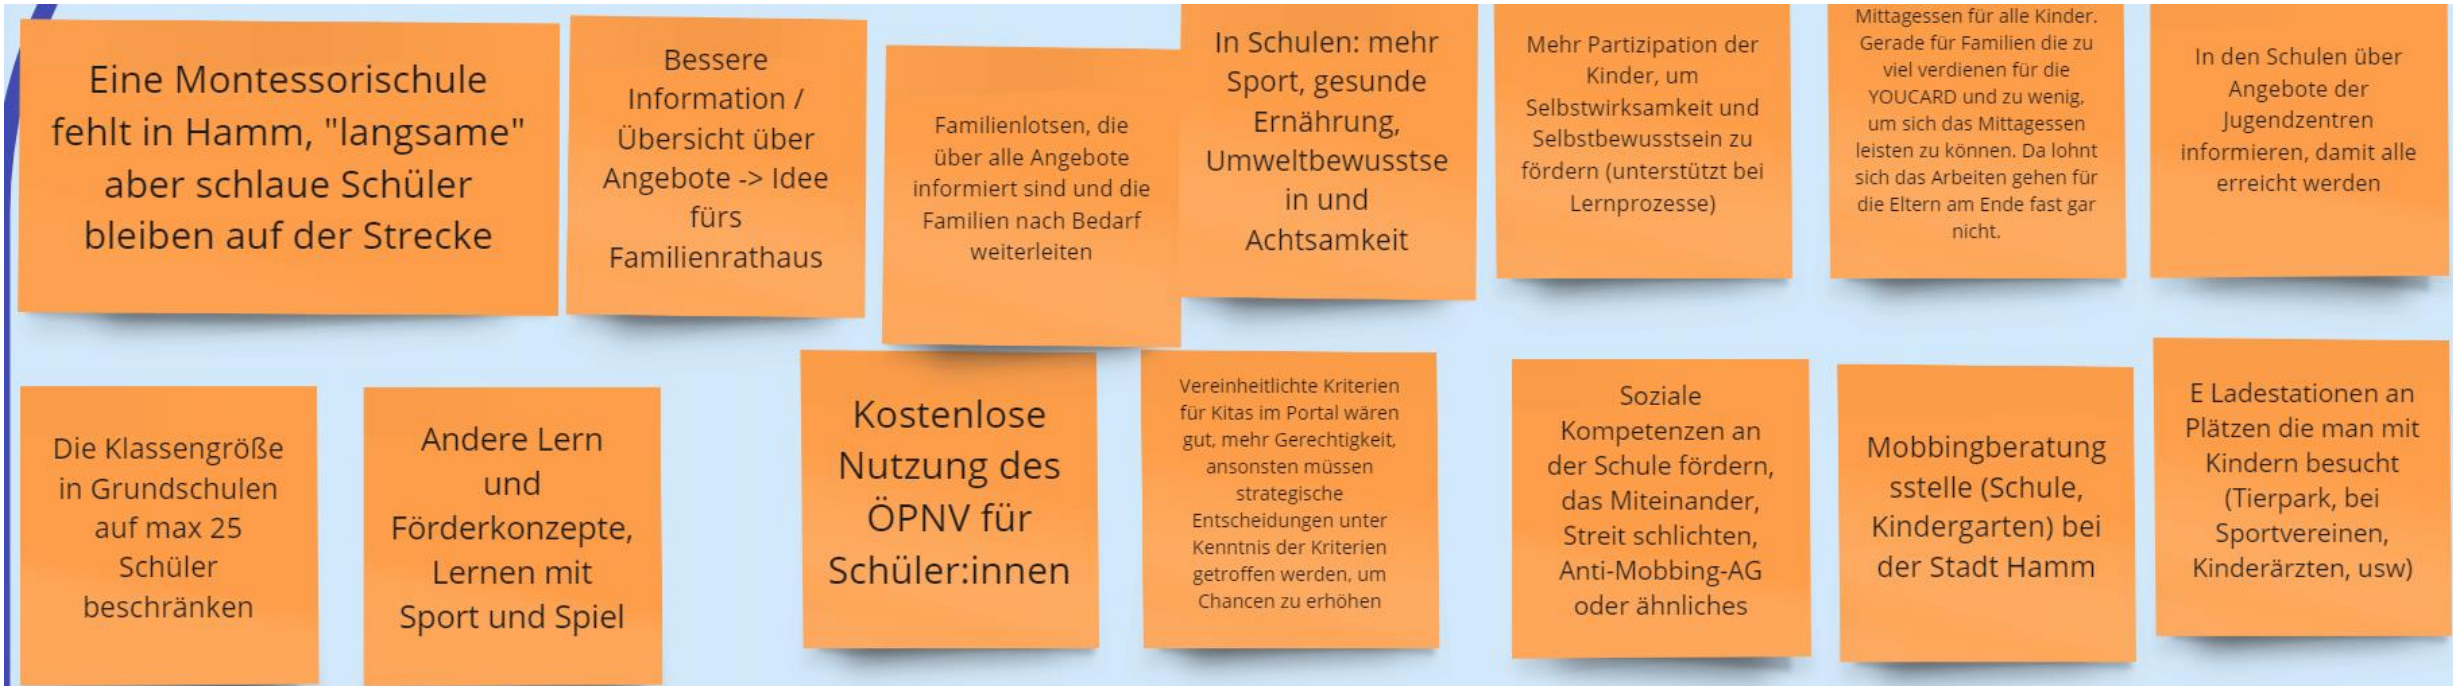 Eine Montessorischule
fehlt in Hamm, "langsame"
aber schlaue Schüler
bleiben auf der Strecke
Bessere
Information /
Übersicht über
Angebote -> Idee
fürs
Familienrathaus
Familienlotsen, die
über alle Angebote
informiert sind und die
Familien nach Bedarf
weiterleiten
In Schulen: mehr
Sport, gesunde
Ernährung,
Umweltbewusstse
in und
Achtsamkeit
Mehr Partizipation der
Kinder, um
Selbstwirksamkeit und
Selbstbewusstsein zu
fördern (unterstützt bei
Lernprozesse)
Mittagessen für alle Kinder.
Gerade für Familien die zu
viel verdienen für die
YOUCARD und zu wenig,
um sich das Mittagessen
leisten zu können. Da lohnt
sich das Arbeiten gehen für
die Eltern am Ende fast gar
nicht.
In den Schulen über
Angebote der
Jugendzentren
informieren, damit alle
erreicht werden
Die Klassengröße
in Grundschulen
auf max 25
Schüler
beschränken
Andere Lern
und
Förderkonzepte,
Lernen mit
Sport und Spiel
Kostenlose
Nutzung des
ÖPNV für
Schüler:innen
Vereinheitlichte Kriterien
für Kitas im Portal wären
gut, mehr Gerechtigkeit,
ansonsten müssen
strategische
Entscheidungen unter
Kenntnis der Kriterien
getroffen werden, um
Chancen zu erhöhen
Soziale
Kompetenzen an
der Schule fördern,
das Miteinander,
Streit schlichten,
Anti-Mobbing-AG
oder ähnliches
Mobbingberatung
sstelle (Schule,
Kindergarten) bei
der Stadt Hamm
E Ladestationen an
Plätzen die man mit
Kindern besucht
(Tierpark, bei
Sportvereinen,
Kinderärzten, usw)